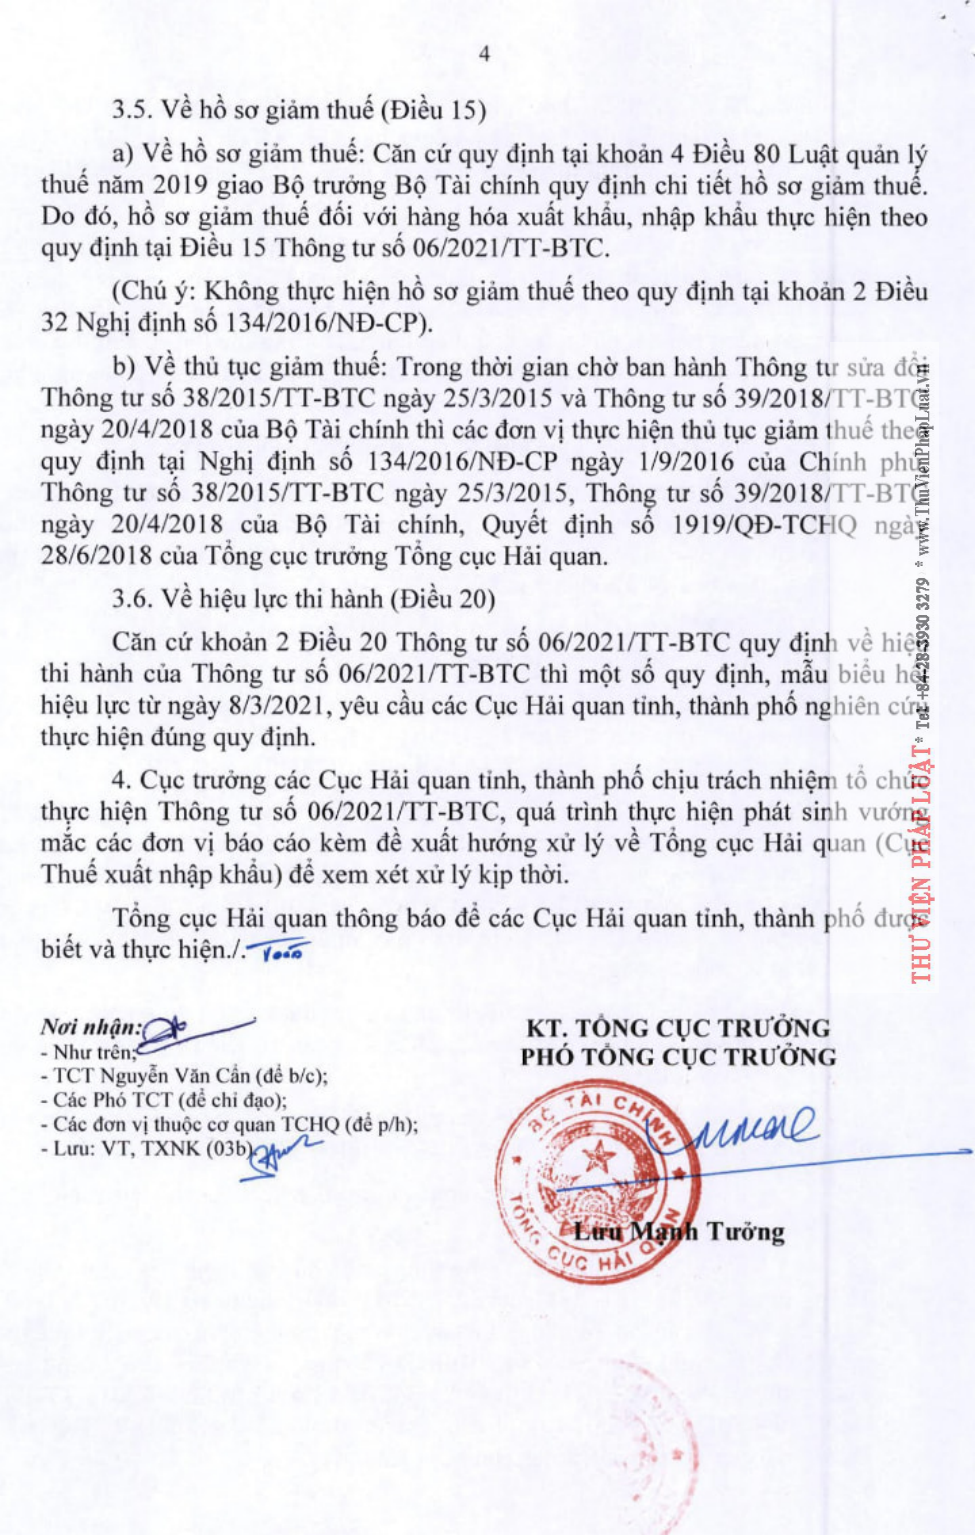 4
3.5. Về hồ sơ giảm thuế (Điều 15)
a) Về hồ sơ giảm thuế: Căn cứ quy định tại khoản 4 Điều 80 Luật quản lý
thuế năm 2019 giao Bộ trưởng Bộ Tài chính quy định chi tiết hồ sơ giảm thuế.
Do đó, hồ sơ giảm thuế đối với hàng hóa xuất khẩu, nhập khẩu thực hiện theo
quy định tại Điều 15 Thông tư số 06/2021/TT-BTC.
(Chú ý: Không thực hiện hồ sơ giảm thuế theo quy định tại khoản 2 Điều
32 Nghị định số 134/2016/NĐ-CP).
b) Về thủ tục giảm thuế: Trong thời gian chờ ban hành Thông tư sửa đổi
Thông tư số 38/2015/TT-BTC ngày 25/3/2015 và Thông tư số 39/2018/TT-BTC
ngày 20/4/2018 của Bộ Tài chính thì các đơn vị thực hiện thủ tục giảm thuế theo
quy định tại Nghị định số 134/2016/NĐ-CP ngày 1/9/2016 của Chính phủ
Thông tư số 38/2015/TT-BTC ngày 25/3/2015, Thông tư số 39/2018/TT-BTC
ngày 20/4/2018 của Bộ Tài chính, Quyết định số 1919/QĐ-TCHQ ngày
28/6/2018 của Tổng cục trưởng Tổng cục Hải quan.
3.6. Về hiệu lực thi hành (Điều 20)
Căn cứ khoản 2 Điều 20 Thông tư số 06/2021/TT-BTC quy định về hiệu
thi hành của Thông tư số 06/2021/TT-BTC thì một số quy định, mẫu biểu hết
hiệu lực từ ngày 8/3/2021, yêu cầu các Cục Hải quan tỉnh, thành phố nghiên cứu
thực hiện đúng quy định.
4. Cục trưởng các Cục Hải quan tỉnh, thành phố chịu trách nhiệm tổ chức
thực hiện Thông tư số 06/2021/TT-BTC, quá trình thực hiện phát sinh vướng
mắc các đơn vị báo cáo kèm đề xuất hướng xử lý về Tổng cục Hải quan (Cục
Thuế xuất nhập khẩu) để xem xét xử lý kịp thời.
Tổng cục Hải quan thông báo để các Cục Hải quan tỉnh, thành phố được
biết và thực hiện./.
Nơi nhận:
- Như trên;
- TCT Nguyễn Văn Cẩn (để b/c);
- Các Phó TCT (để chỉ đạo);
- Các đơn vị thuộc cơ quan TCHQ (để p/h);
- Lưu: VT, TXNK (03b)
KT. TỔNG CỤC TRƯỞNG
PHÓ TỔNG CỤC TRƯỞNG
BỘ TÀI CHÍNH
TỔNG CỤC HẢI QUAN
Lưu Mạnh Tưởng
THƯ VIỆN PHÁP LUẬT * Tel: +84-28-3930 3279 * www.ThuVienPhapLuat.vn